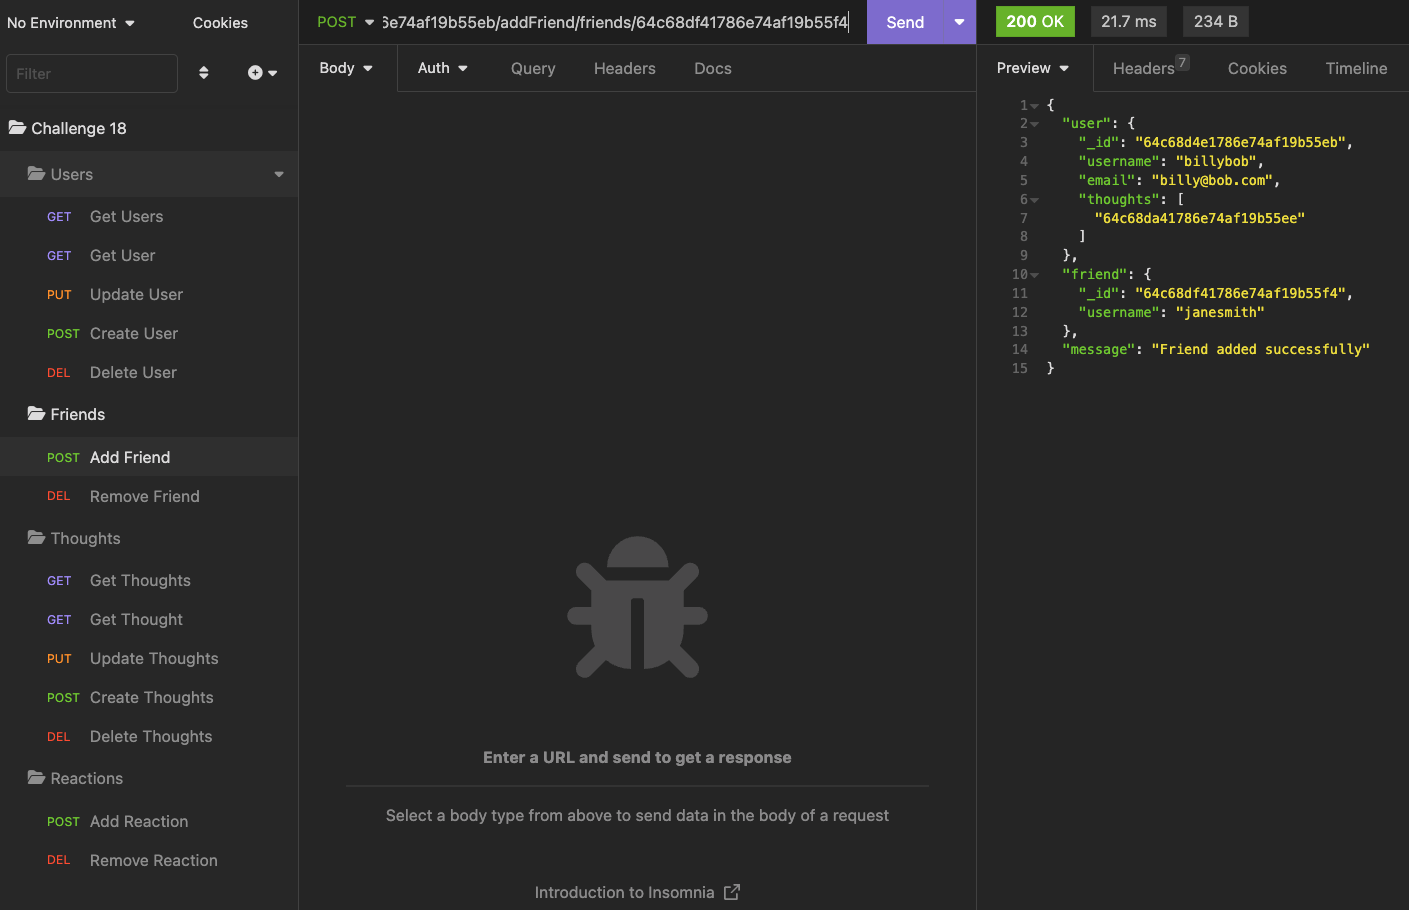 No Environment
Cookies
Filter
Challenge 18
Users
GET Get Users
GET Get User
PUT Update User
POST Create User
DEL Delete User
Friends
POST Add Friend
DEL Remove Friend
Thoughts
GET Get Thoughts
GET Get Thought
PUT Update Thoughts
POST Create Thoughts
DEL Delete Thoughts
Reactions
POST Add Reaction
DEL Remove Reaction
POST 6e74af19b55eb/addFriend/friends/64c68df41786e74af19b55f4 Send
Body Auth Query Headers Docs
Enter a URL and send to get a response
Select a body type from above to send data in the body of a request
Introduction to Insomnia
200 OK 21.7 ms 234 B
Preview Headers 7 Cookies Timeline
1 {
2 "user": {
3 "_id": "64c68d4e1786e74af19b55eb",
4 "username": "billybob",
5 "email": "billy@bob.com",
6 "thoughts": [
7 "64c68da41786e74af19b55ee"
8 ]
9 },
10 "friend": {
11 "_id": "64c68df41786e74af19b55f4",
12 "username": "janesmith"
13 },
14 "message": "Friend added successfully"
15 }